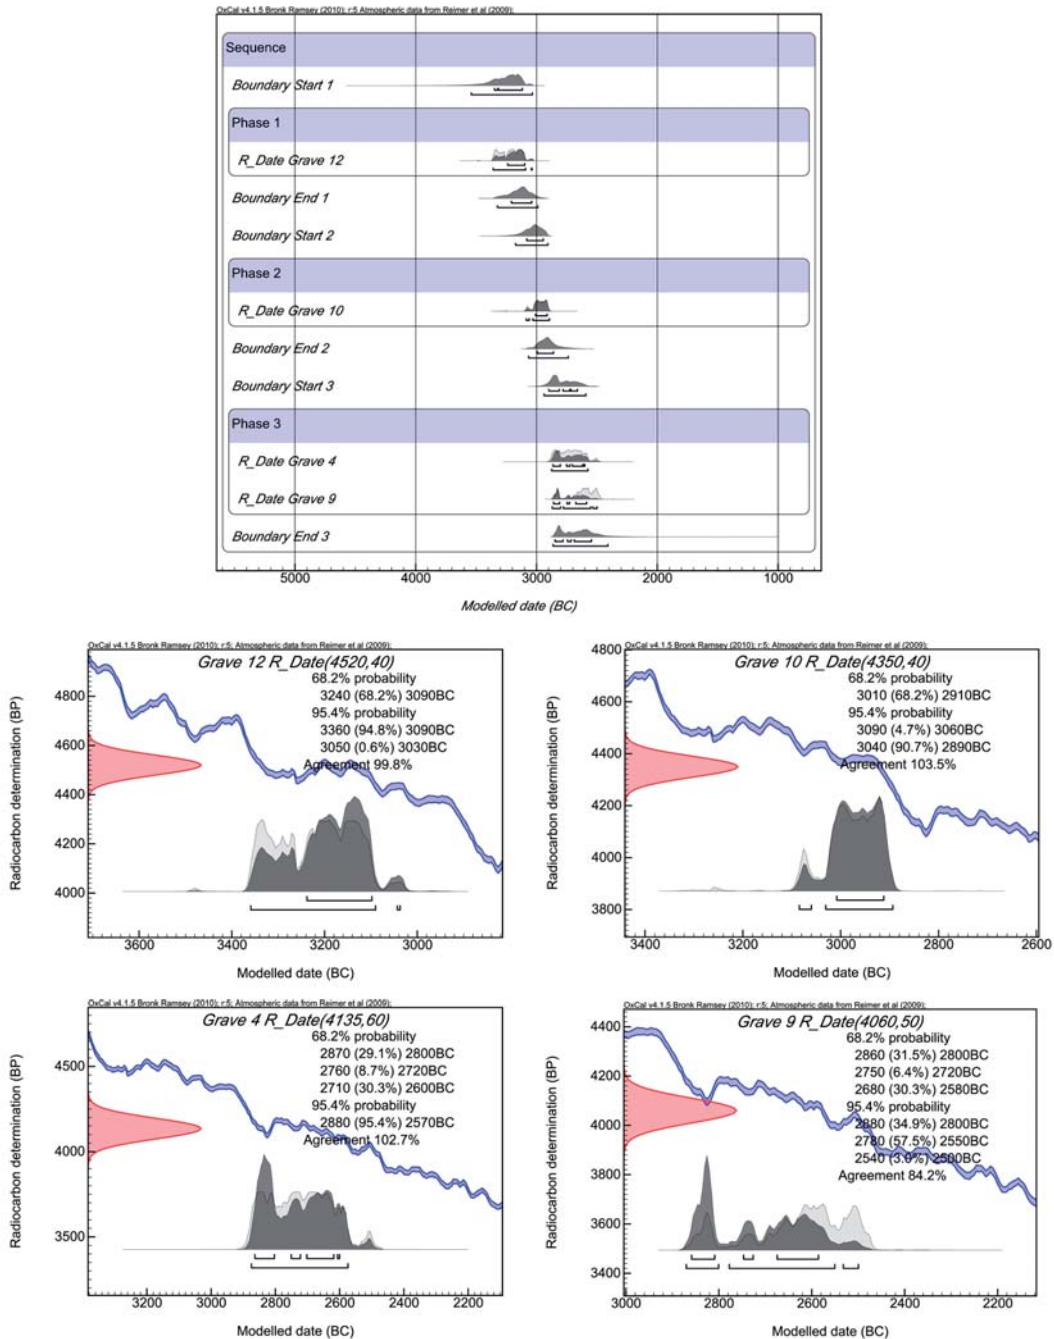 OxCal v4.1.5 Bronk Ramsey (2010); r:5 Atmospheric data from Reimer et al (2009);
Sequence
Boundary Start 1
Phase 1
R_Date Grave 12
Boundary End 1
Boundary Start 2
Phase 2
R_Date Grave 10
Boundary End 2
Boundary Start 3
Phase 3
R_Date Grave 4
R_Date Grave 9
Boundary End 3
5000 4000 3000 2000 1000
Modelled date (BC)
OxCal v4.1.5 Bronk Ramsey (2010); r:5; Atmospheric data from Reimer et al (2009);
Grave 12 R_Date(4520,40)
68.2% probability
3240 (68.2%) 3090BC
95.4% probability
3360 (94.8%) 3090BC
3050 (0.6%) 3030BC
Agreement 99.8%
Radiocarbon determination (BP)
4800
4600
4400
4200
4000
3600 3400 3200 3000
Modelled date (BC)
OxCal v4.1.5 Bronk Ramsey (2010); r:5; Atmospheric data from Reimer et al (2009);
Grave 10 R_Date(4350,40)
68.2% probability
3010 (68.2%) 2910BC
95.4% probability
3090 (4.7%) 3060BC
3040 (90.7%) 2890BC
Agreement 103.5%
Radiocarbon determination (BP)
4800
4600
4400
4200
4000
3800
3400 3200 3000 2800 2600
Modelled date (BC)
OxCal v4.1.5 Bronk Ramsey (2010); r:5; Atmospheric data from Reimer et al (2009);
Grave 4 R_Date(4135,60)
68.2% probability
2870 (29.1%) 2800BC
2760 (8.7%) 2720BC
2710 (30.3%) 2600BC
95.4% probability
2880 (95.4%) 2570BC
Agreement 102.7%
Radiocarbon determination (BP)
4500
4000
3500
3200 3000 2800 2600 2400 2200
Modelled date (BC)
OxCal v4.1.5 Bronk Ramsey (2010); r:5; Atmospheric data from Reimer et al (2009);
Grave 9 R_Date(4060,50)
68.2% probability
2860 (31.5%) 2800BC
2750 (6.4%) 2720BC
2680 (30.3%) 2580BC
95.4% probability
2880 (34.9%) 2800BC
2780 (57.5%) 2550BC
2540 (3.0%) 2500BC
Agreement 84.2%
Radiocarbon determination (BP)
4400
4200
4000
3800
3600
3400
3000 2800 2600 2400 2200
Modelled date (BC)